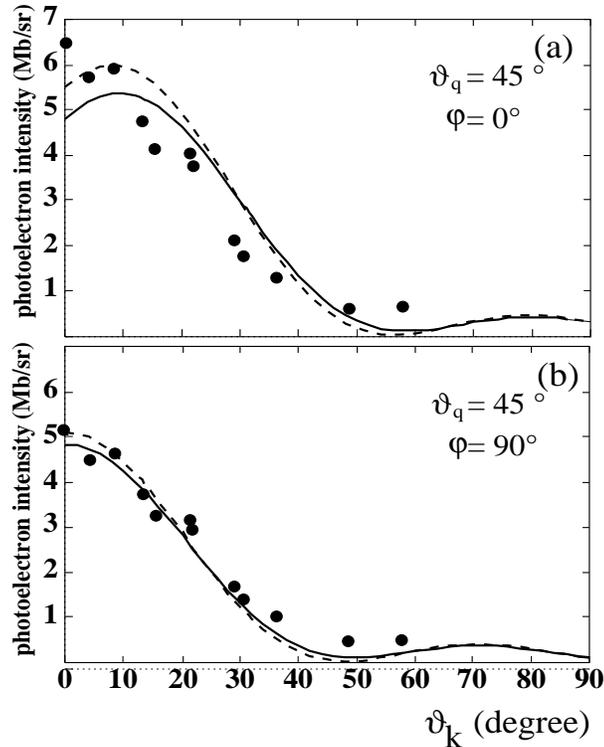 7
6
5
4
3
2
1
photoelectron intensity (Mb/sr)
(a)
ϑq = 45 °
φ= 0°
6
5
4
3
2
1
photoelectron intensity (Mb/sr)
(b)
ϑq = 45 °
φ= 90°
0 10 20 30 40 50 60 70 80 90
ϑk (degree)